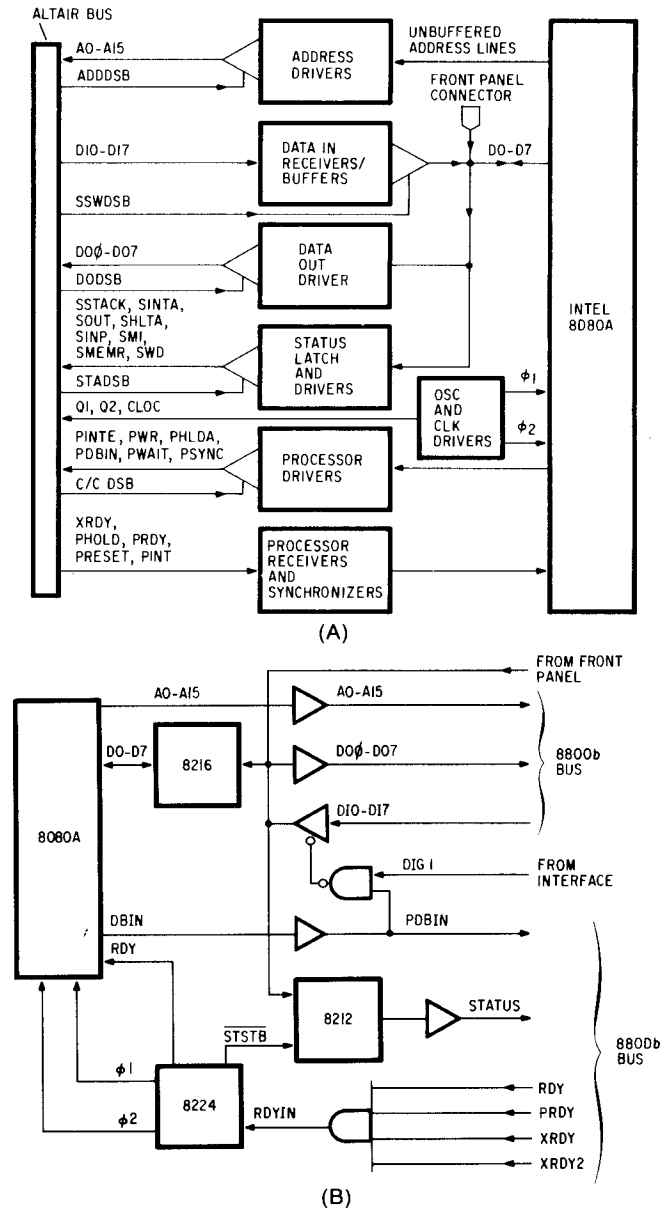 ALTAIR BUS
A0-A15
ADDDSB
ADDRESS
DRIVERS
UNBUFFERED
ADDRESS LINES
FRONT PANEL
CONNECTOR
DI0-DI7
DATA IN
RECEIVERS/
BUFFERS
D0-D7
SSWDSB
DOØ-DO7
DODSB
DATA
OUT
DRIVER
INTEL
8080A
SSTACK, SINTA,
SOUT, SHLTA,
SINP, SMI,
SMEMR, SWD
STADSB
STATUS
LATCH
AND
DRIVERS
OSC
AND
CLK
DRIVERS
ϕ1
ϕ2
Q1, Q2, CLOC
PINTE, PWR, PHLDA,
PDBIN, PWAIT, PSYNC
C/C DSB
PROCESSOR
DRIVERS
XRDY,
PHOLD, PRDY,
PRESET, PINT
PROCESSOR
RECEIVERS
AND
SYNCHRONIZERS
(A)
FROM FRONT
PANEL
A0-A15
A0-A15
D0-D7
8216
DOØ-DO7
8800b
BUS
DI0-DI7
8080A
DIG 1
FROM
INTERFACE
DBIN
PDBIN
RDY
8212
STATUS
STSTB
8800b
BUS
ϕ1
ϕ2
8224
RDYIN
RDY
PRDY
XRDY
XRDY2
(B)